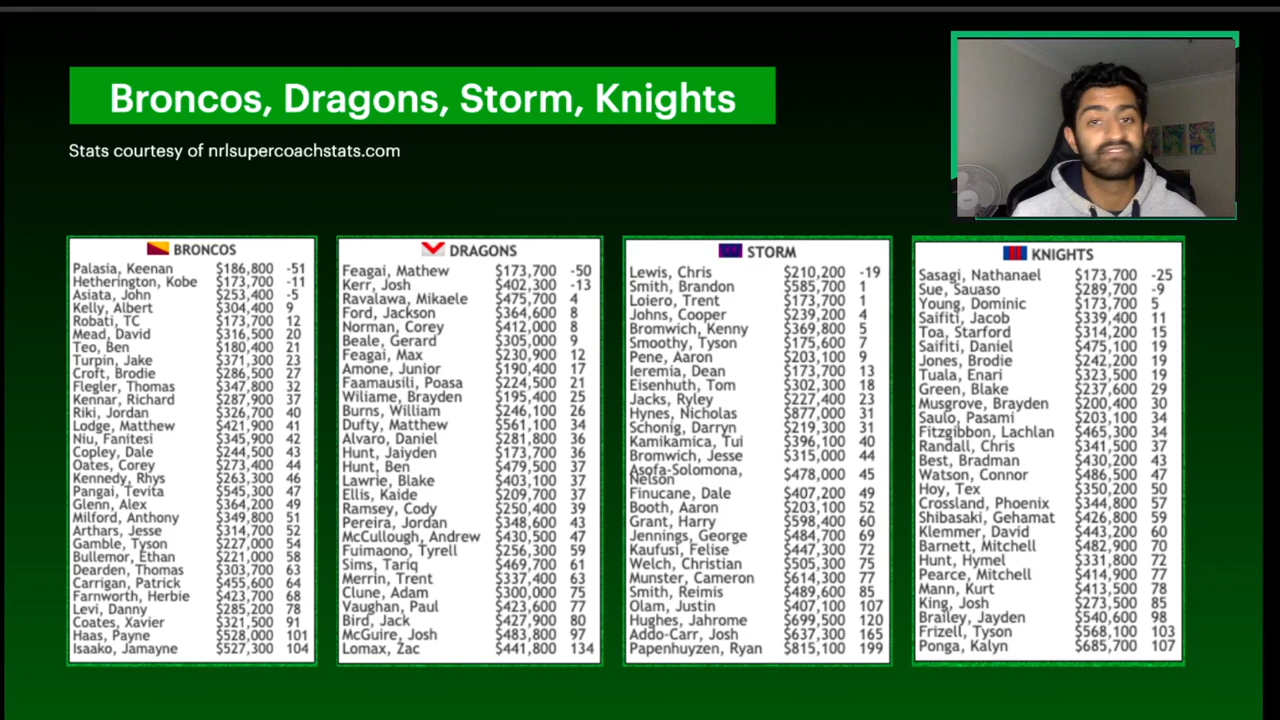 Broncos, Dragons, Storm, Knights
Stats courtesy of nrlsupercoachstats.com
BRONCOS
Palasia, Keenan $186,800 -51
Hetherington, Kobe $173,700 -11
Asiata, John $253,400 -5
Kelly, Albert $304,400 9
Robati, TC $173,700 12
Mead, David $316,500 20
Teo, Ben $180,400 21
Turpin, Jake $371,300 23
Croft, Brodie $286,500 27
Flegler, Thomas $347,800 32
Kennar, Richard $287,900 37
Riki, Jordan $326,700 40
Lodge, Matthew $421,900 41
Niu, Fanitesi $345,900 42
Copley, Dale $244,500 43
Oates, Corey $273,400 44
Kennedy, Rhys $263,300 46
Pangai, Tevita $545,300 47
Glenn, Alex $364,200 49
Milford, Anthony $349,800 51
Arthars, Jesse $314,700 52
Gamble, Tyson $227,000 54
Bullemor, Ethan $221,000 58
Dearden, Thomas $303,700 63
Carrigan, Patrick $455,600 64
Farnworth, Herbie $423,700 68
Levi, Danny $285,200 78
Coates, Xavier $321,500 91
Haas, Payne $528,000 101
Isaako, Jamayne $527,300 104
DRAGONS
Feagai, Mathew $173,700 -50
Kerr, Josh $402,300 -13
Ravalawa, Mikaele $475,700 4
Ford, Jackson $364,600 8
Norman, Corey $412,000 8
Beale, Gerard $305,000 9
Feagai, Max $230,900 12
Amone, Junior $190,400 17
Faamausili, Poasa $224,500 21
Wiliame, Brayden $195,400 25
Burns, William $246,100 26
Dufty, Matthew $561,100 34
Alvaro, Daniel $281,800 36
Hunt, Jaiyden $173,700 36
Hunt, Ben $479,500 37
Lawrie, Blake $403,100 37
Ellis, Kaide $209,700 37
Ramsey, Cody $250,400 39
Pereira, Jordan $348,600 43
McCullough, Andrew $430,500 47
Fuimaono, Tyrell $256,300 59
Sims, Tariq $469,700 61
Merrin, Trent $337,400 63
Clune, Adam $300,000 75
Vaughan, Paul $423,600 77
Bird, Jack $427,900 80
McGuire, Josh $483,800 97
Lomax, Zac $441,800 134
STORM
Lewis, Chris $210,200 -19
Smith, Brandon $585,700 1
Loiero, Trent $173,700 1
Johns, Cooper $239,200 4
Bromwich, Kenny $369,800 5
Smoothy, Tyson $175,600 7
Pene, Aaron $203,100 9
Ieremia, Dean $173,700 13
Eisenhuth, Tom $302,300 18
Jacks, Ryley $227,400 23
Hynes, Nicholas $877,000 31
Schonig, Darryn $219,300 31
Kamikamica, Tui $396,100 40
Bromwich, Jesse $315,000 44
Asofa-Solomona,
Nelson $478,000 45
Finucane, Dale $407,200 49
Booth, Aaron $203,100 52
Grant, Harry $598,400 60
Jennings, George $484,700 69
Kaufusi, Felise $447,300 72
Welch, Christian $505,300 75
Munster, Cameron $614,300 77
Smith, Reimis $489,600 85
Olam, Justin $407,100 107
Hughes, Jahrome $699,500 120
Addo-Carr, Josh $637,300 165
Papenhuyzen, Ryan $815,100 199
KNIGHTS
Sasagi, Nathanael $173,700 -25
Sue, Sauaso $289,700 -9
Young, Dominic $173,700 5
Saifiti, Jacob $339,400 11
Toa, Starford $314,200 15
Saifiti, Daniel $475,100 19
Jones, Brodie $242,200 19
Tuala, Enari $323,500 19
Green, Blake $237,600 29
Musgrove, Brayden $200,400 30
Saulo, Pasami $203,100 34
Fitzgibbon, Lachlan $465,300 34
Randall, Chris $341,500 37
Best, Bradman $430,200 43
Watson, Connor $486,500 47
Hoy, Tex $350,200 50
Crossland, Phoenix $344,800 57
Shibasaki, Gehamat $426,800 59
Klemmer, David $443,200 60
Barnett, Mitchell $482,900 70
Hunt, Hymel $331,800 72
Pearce, Mitchell $414,900 77
Mann, Kurt $413,500 78
King, Josh $273,500 85
Brailey, Jayden $540,600 98
Frizell, Tyson $568,100 103
Ponga, Kalyn $685,700 107